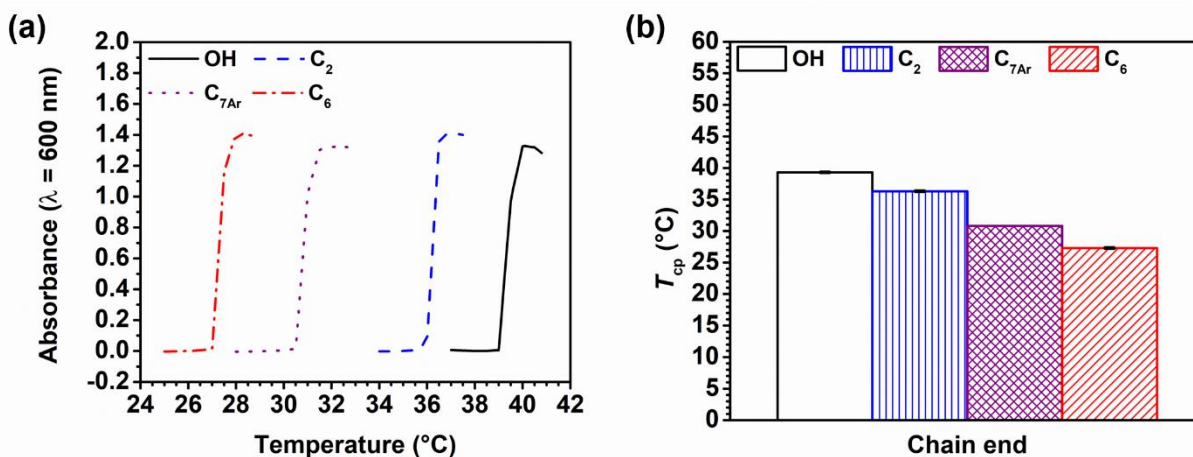 (a)
OH
C2
C7Ar
C6
2.0
1.8
1.6
1.4
1.2
1.0
0.8
0.6
0.4
0.2
0.0
-0.2
Absorbance (λ = 600 nm)
24 26 28 30 32 34 36 38 40 42
Temperature (°C)
(b)
OH C2 C7Ar C6
60
55
50
45
40
35
30
25
20
15
10
5
0
Tcp (°C)
Chain end